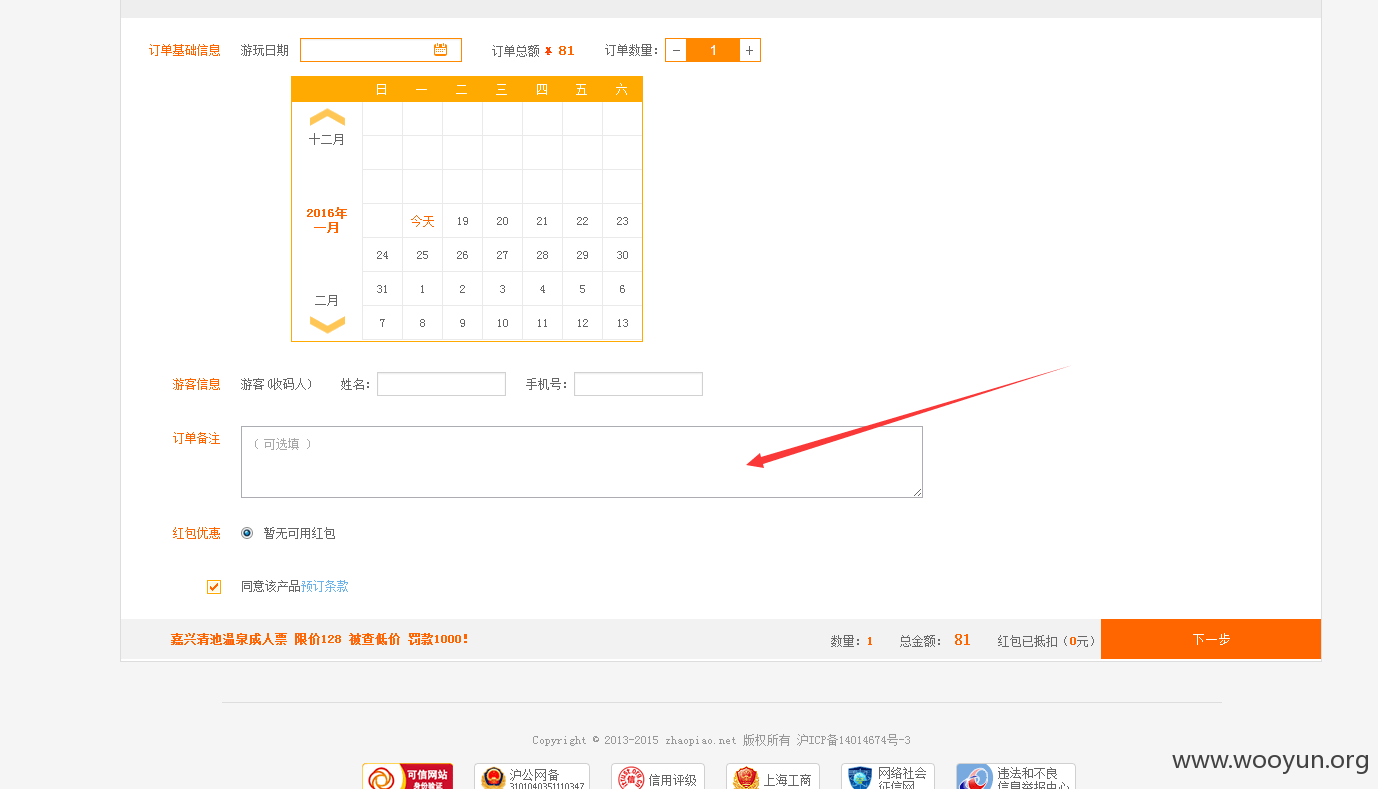 订单基础信息 游玩日期 订单总额 ¥ 81 订单数量: − 1 +
日 一 二 三 四 五 六
十二月
2016年
一月
今天 19 20 21 22 23
24 25 26 27 28 29 30
31 1 2 3 4 5 6
二月
7 8 9 10 11 12 13
游客信息 游客(收码人) 姓名: 手机号:
订单备注 （ 可选填 ）
红包优惠 暂无可用红包
同意该产品预订条款
嘉兴清池温泉成人票 限价128 被查低价 罚款1000!
数量: 1 总金额: 81 红包已抵扣（0元） 下一步
Copyright © 2013-2015 zhaopiao.net 版权所有 沪ICP备14014674号-3
www.wooyun.org
可信网站
身份验证
沪公网备
3101040351110347
信用评级
上海工商
网络社会
征信网
违法和不良
信息举报中心